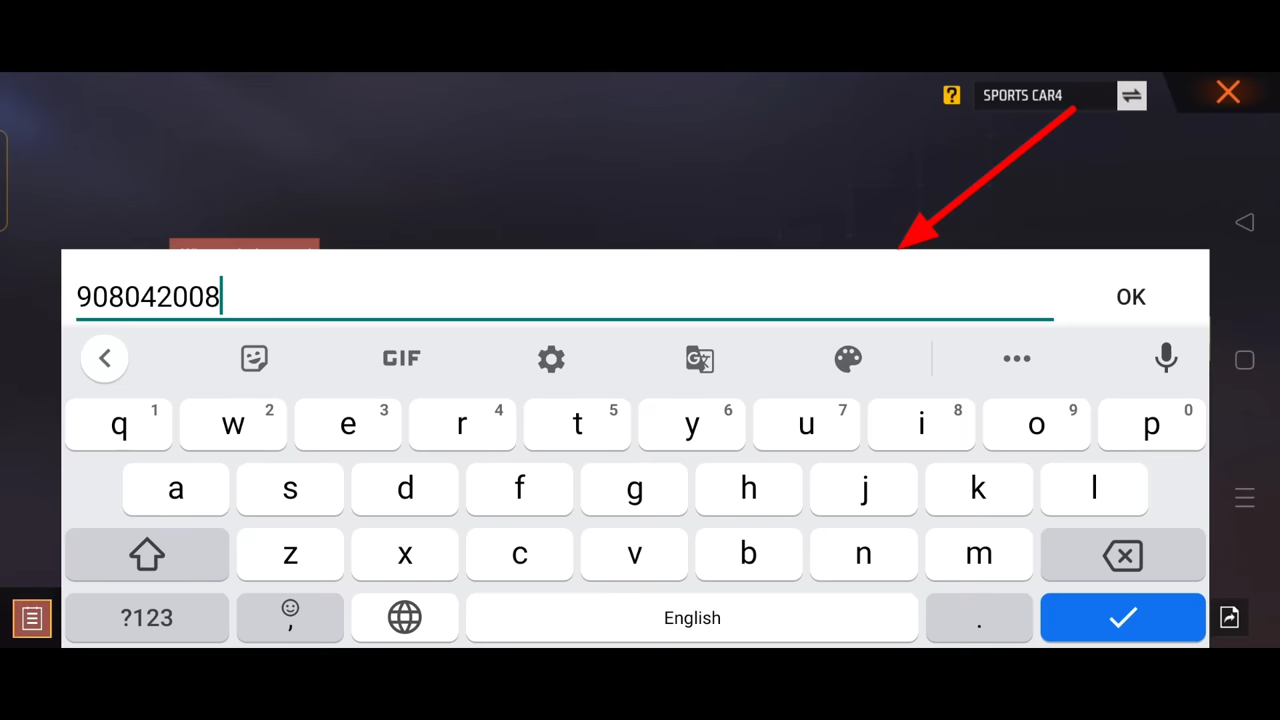 ?
SPORTS CAR4
908042008
OK
GIF
G
q 1 w 2 e 3 r 4 t 5 y 6 u 7 i 8 o 9 p 0
a s d f g h j k l
z x c v b n m
?123 , English .